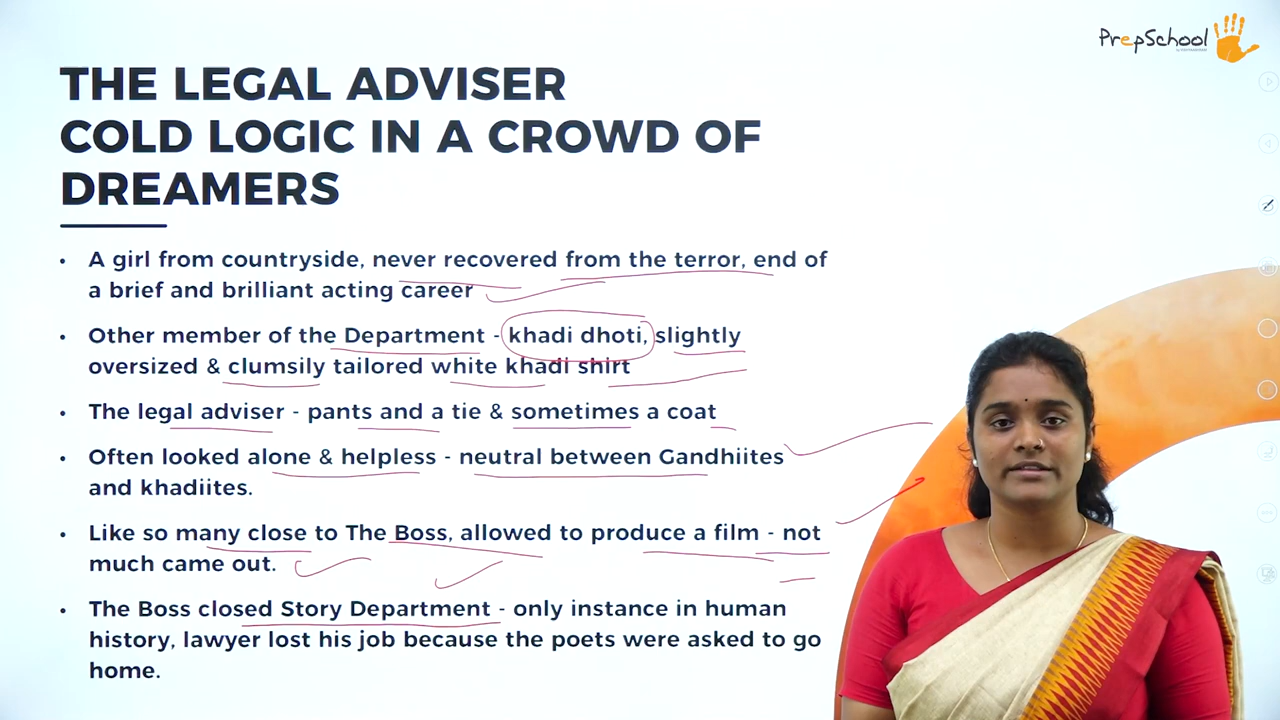 PrepSchool
THE LEGAL ADVISER
COLD LOGIC IN A CROWD OF
DREAMERS
• A girl from countryside, never recovered from the terror, end of
a brief and brilliant acting career
• Other member of the Department - khadi dhoti, slightly
oversized & clumsily tailored white khadi shirt
• The legal adviser - pants and a tie & sometimes a coat
• Often looked alone & helpless - neutral between Gandhiites
and khadiites.
• Like so many close to The Boss, allowed to produce a film - not
much came out.
• The Boss closed Story Department - only instance in human
history, lawyer lost his job because the poets were asked to go
home.